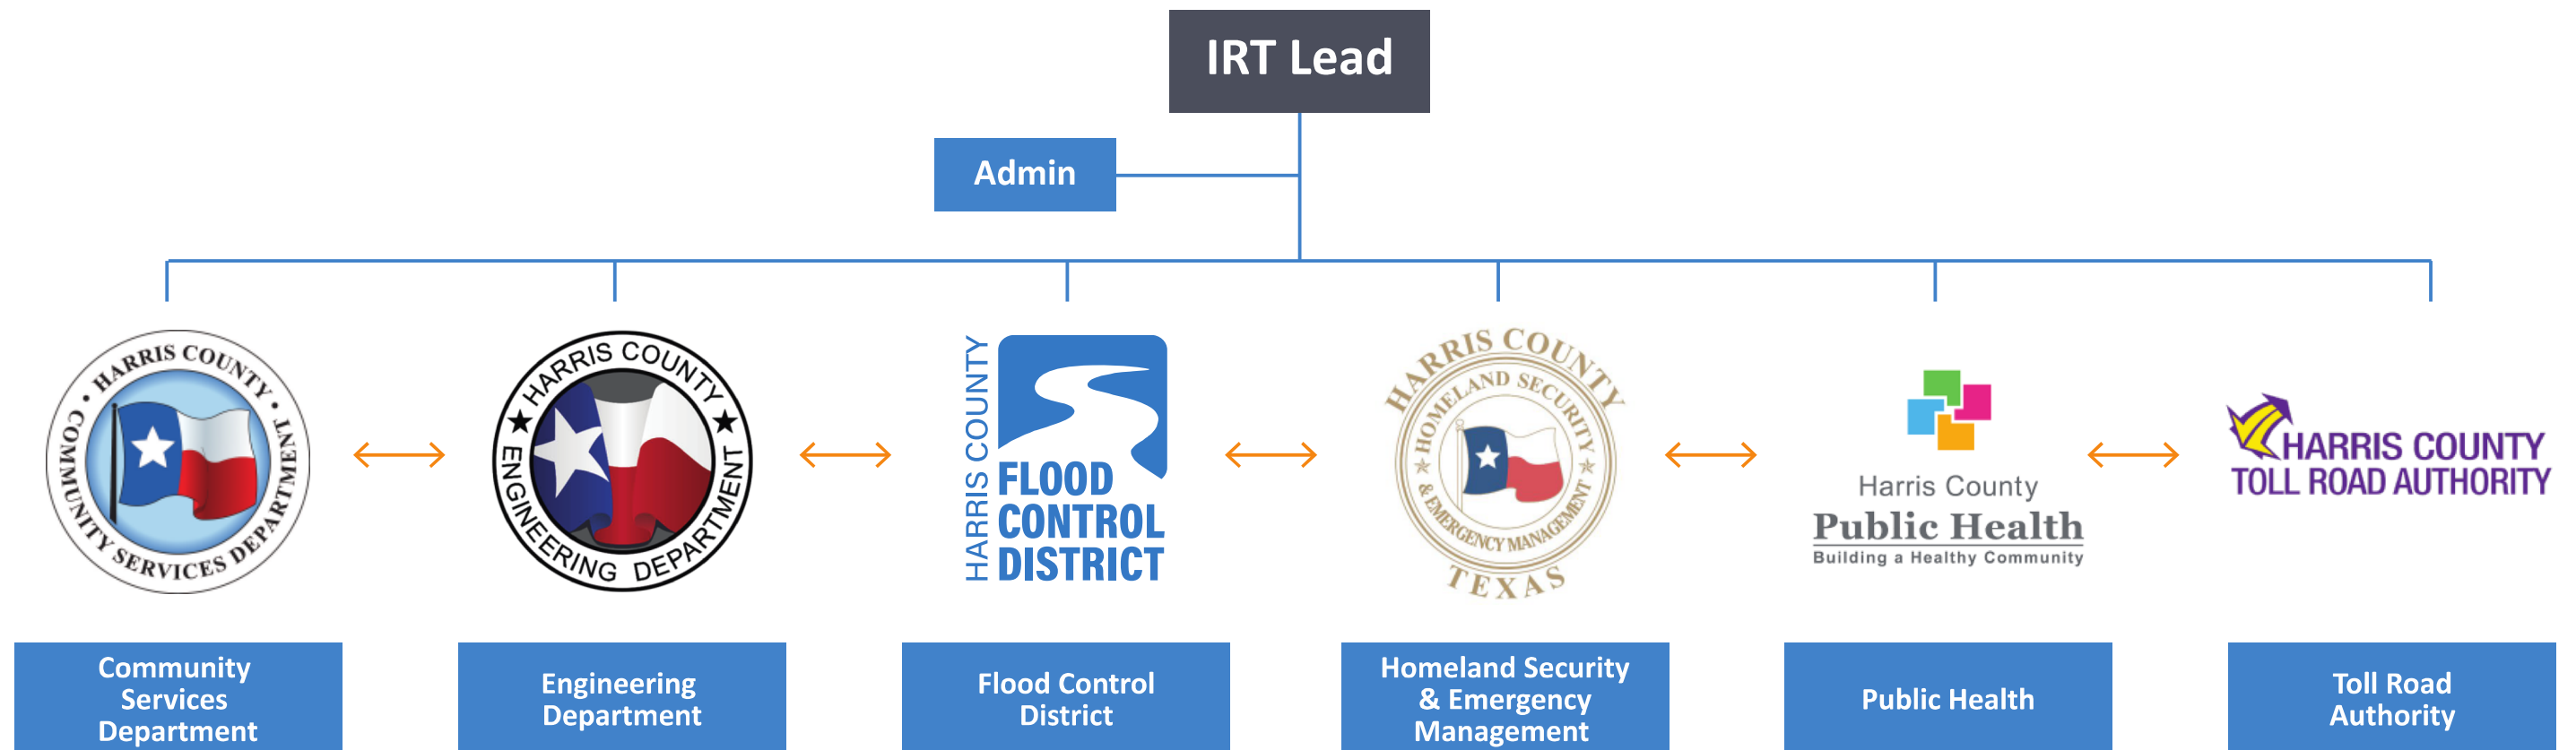 IRT Lead
Admin
• HARRIS COUNTY •
COMMUNITY SERVICES DEPARTMENT
★ HARRIS COUNTY ★
ENGINEERING DEPARTMENT
HARRIS COUNTY
FLOOD
CONTROL
DISTRICT
HARRIS COUNTY
HOMELAND SECURITY
& EMERGENCY MANAGEMENT
TEXAS
Harris County
Public Health
Building a Healthy Community
HARRIS COUNTY
TOLL ROAD AUTHORITY
Community
Services
Department
Engineering
Department
Flood Control
District
Homeland Security
& Emergency
Management
Public Health
Toll Road
Authority